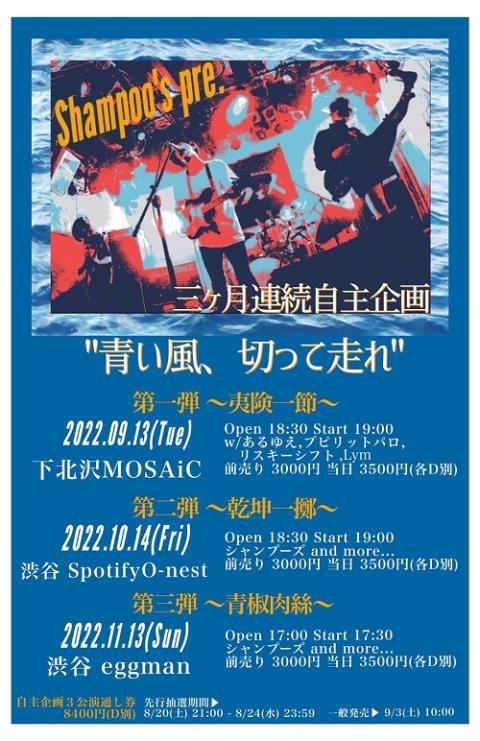 Shampoo's pre.
三ヶ月連続自主企画
"青い風、切って走れ"
第一弾 ～夷険一節～
2022.09.13(Tue)
下北沢MOSAiC
Open 18:30 Start 19:00
w/あるゆえ,プピリットパロ,
リスキーシフト,Lym
前売り 3000円 当日 3500円(各D別)
第二弾 ～乾坤一擲～
2022.10.14(Fri)
渋谷 SpotifyO-nest
Open 18:30 Start 19:00
シャンプーズ and more...
前売り 3000円 当日 3500円(各D別)
第三弾 ～青椒肉絲～
2022.11.13(Sun)
渋谷 eggman
Open 17:00 Start 17:30
シャンプーズ and more...
前売り 3000円 当日 3500円(各D別)
自主企画３公演通し券 先行抽選期間▶
8400円(D別) 8/20(土) 21:00 - 8/24(水) 23:59 一般発売▶ 9/3(土) 10:00